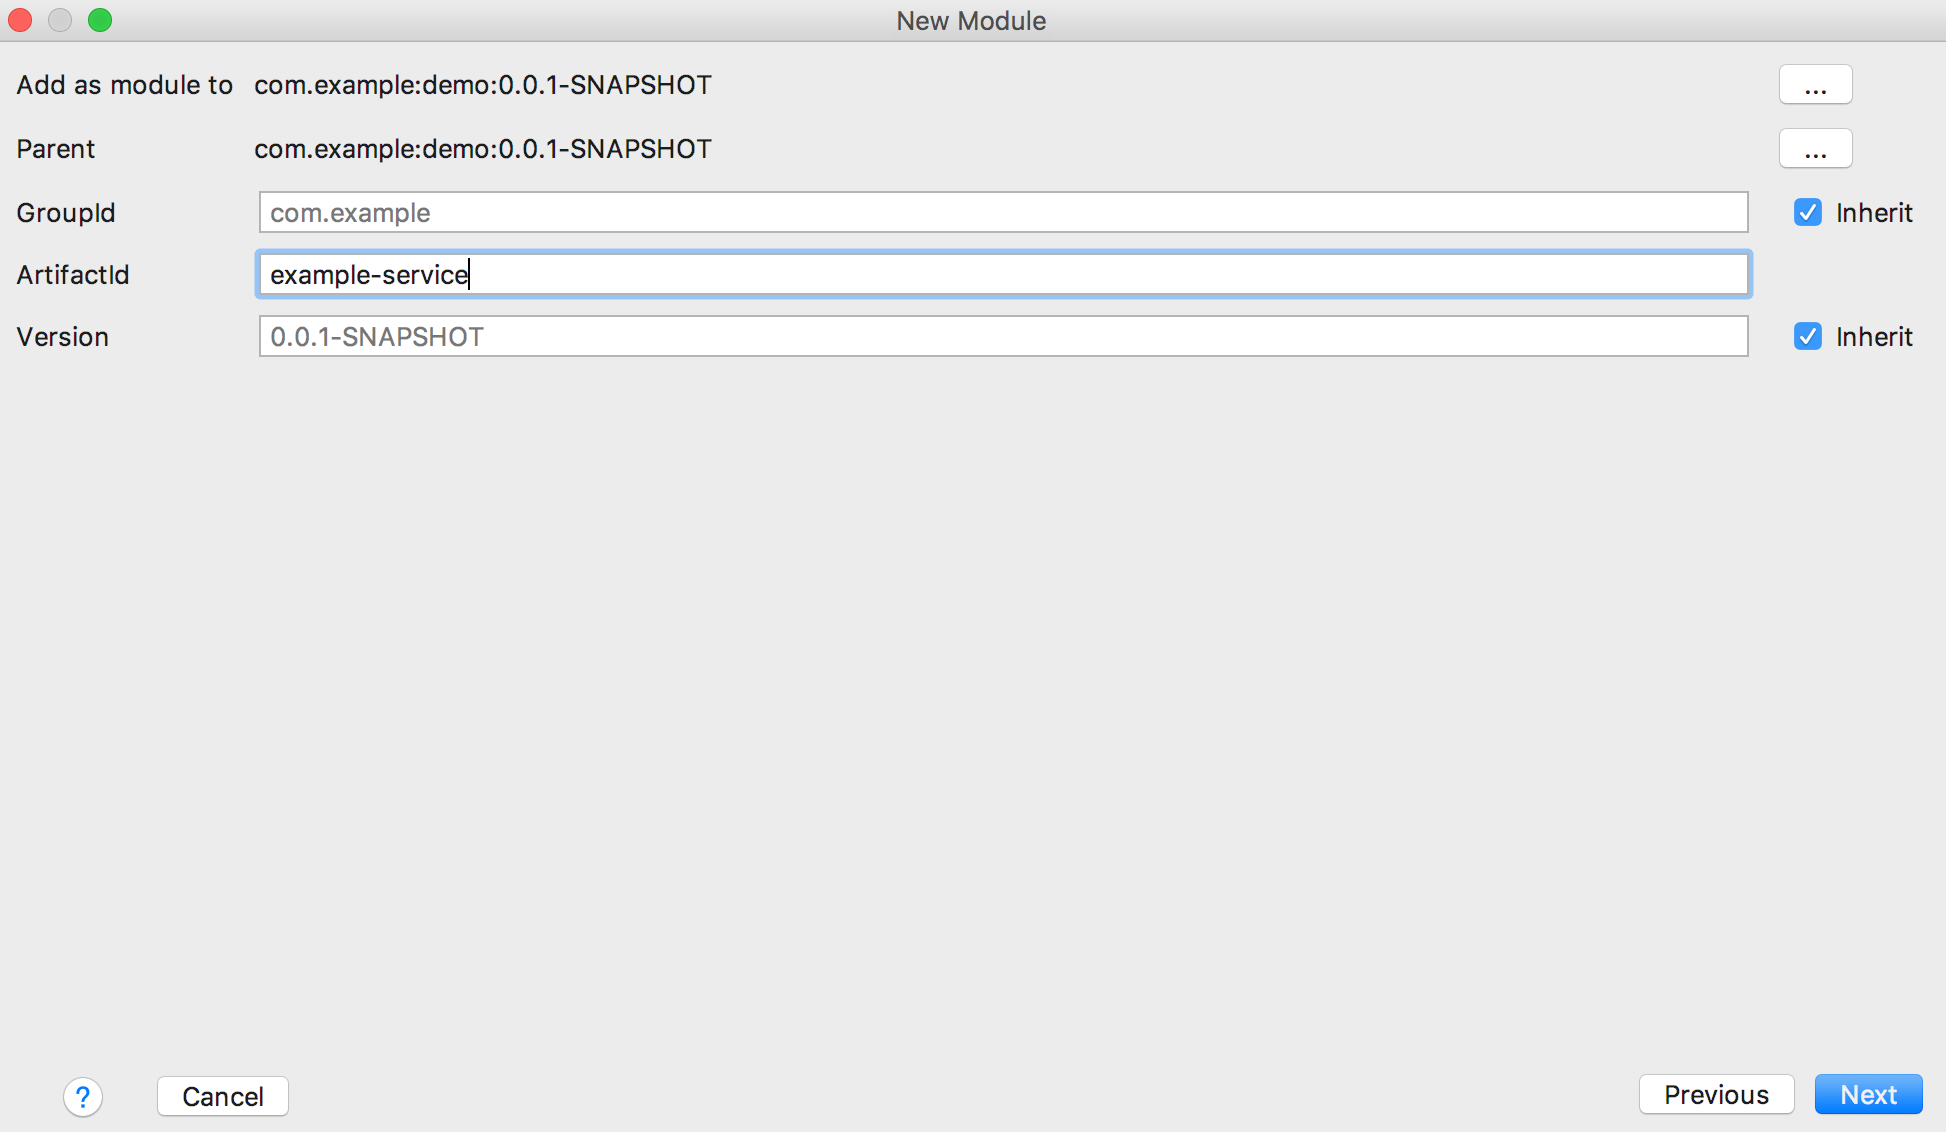 New Module
Add as module to com.example:demo:0.0.1-SNAPSHOT ...
Parent com.example:demo:0.0.1-SNAPSHOT ...
GroupId com.example Inherit
ArtifactId example-service
Version 0.0.1-SNAPSHOT Inherit
? Cancel Previous Next